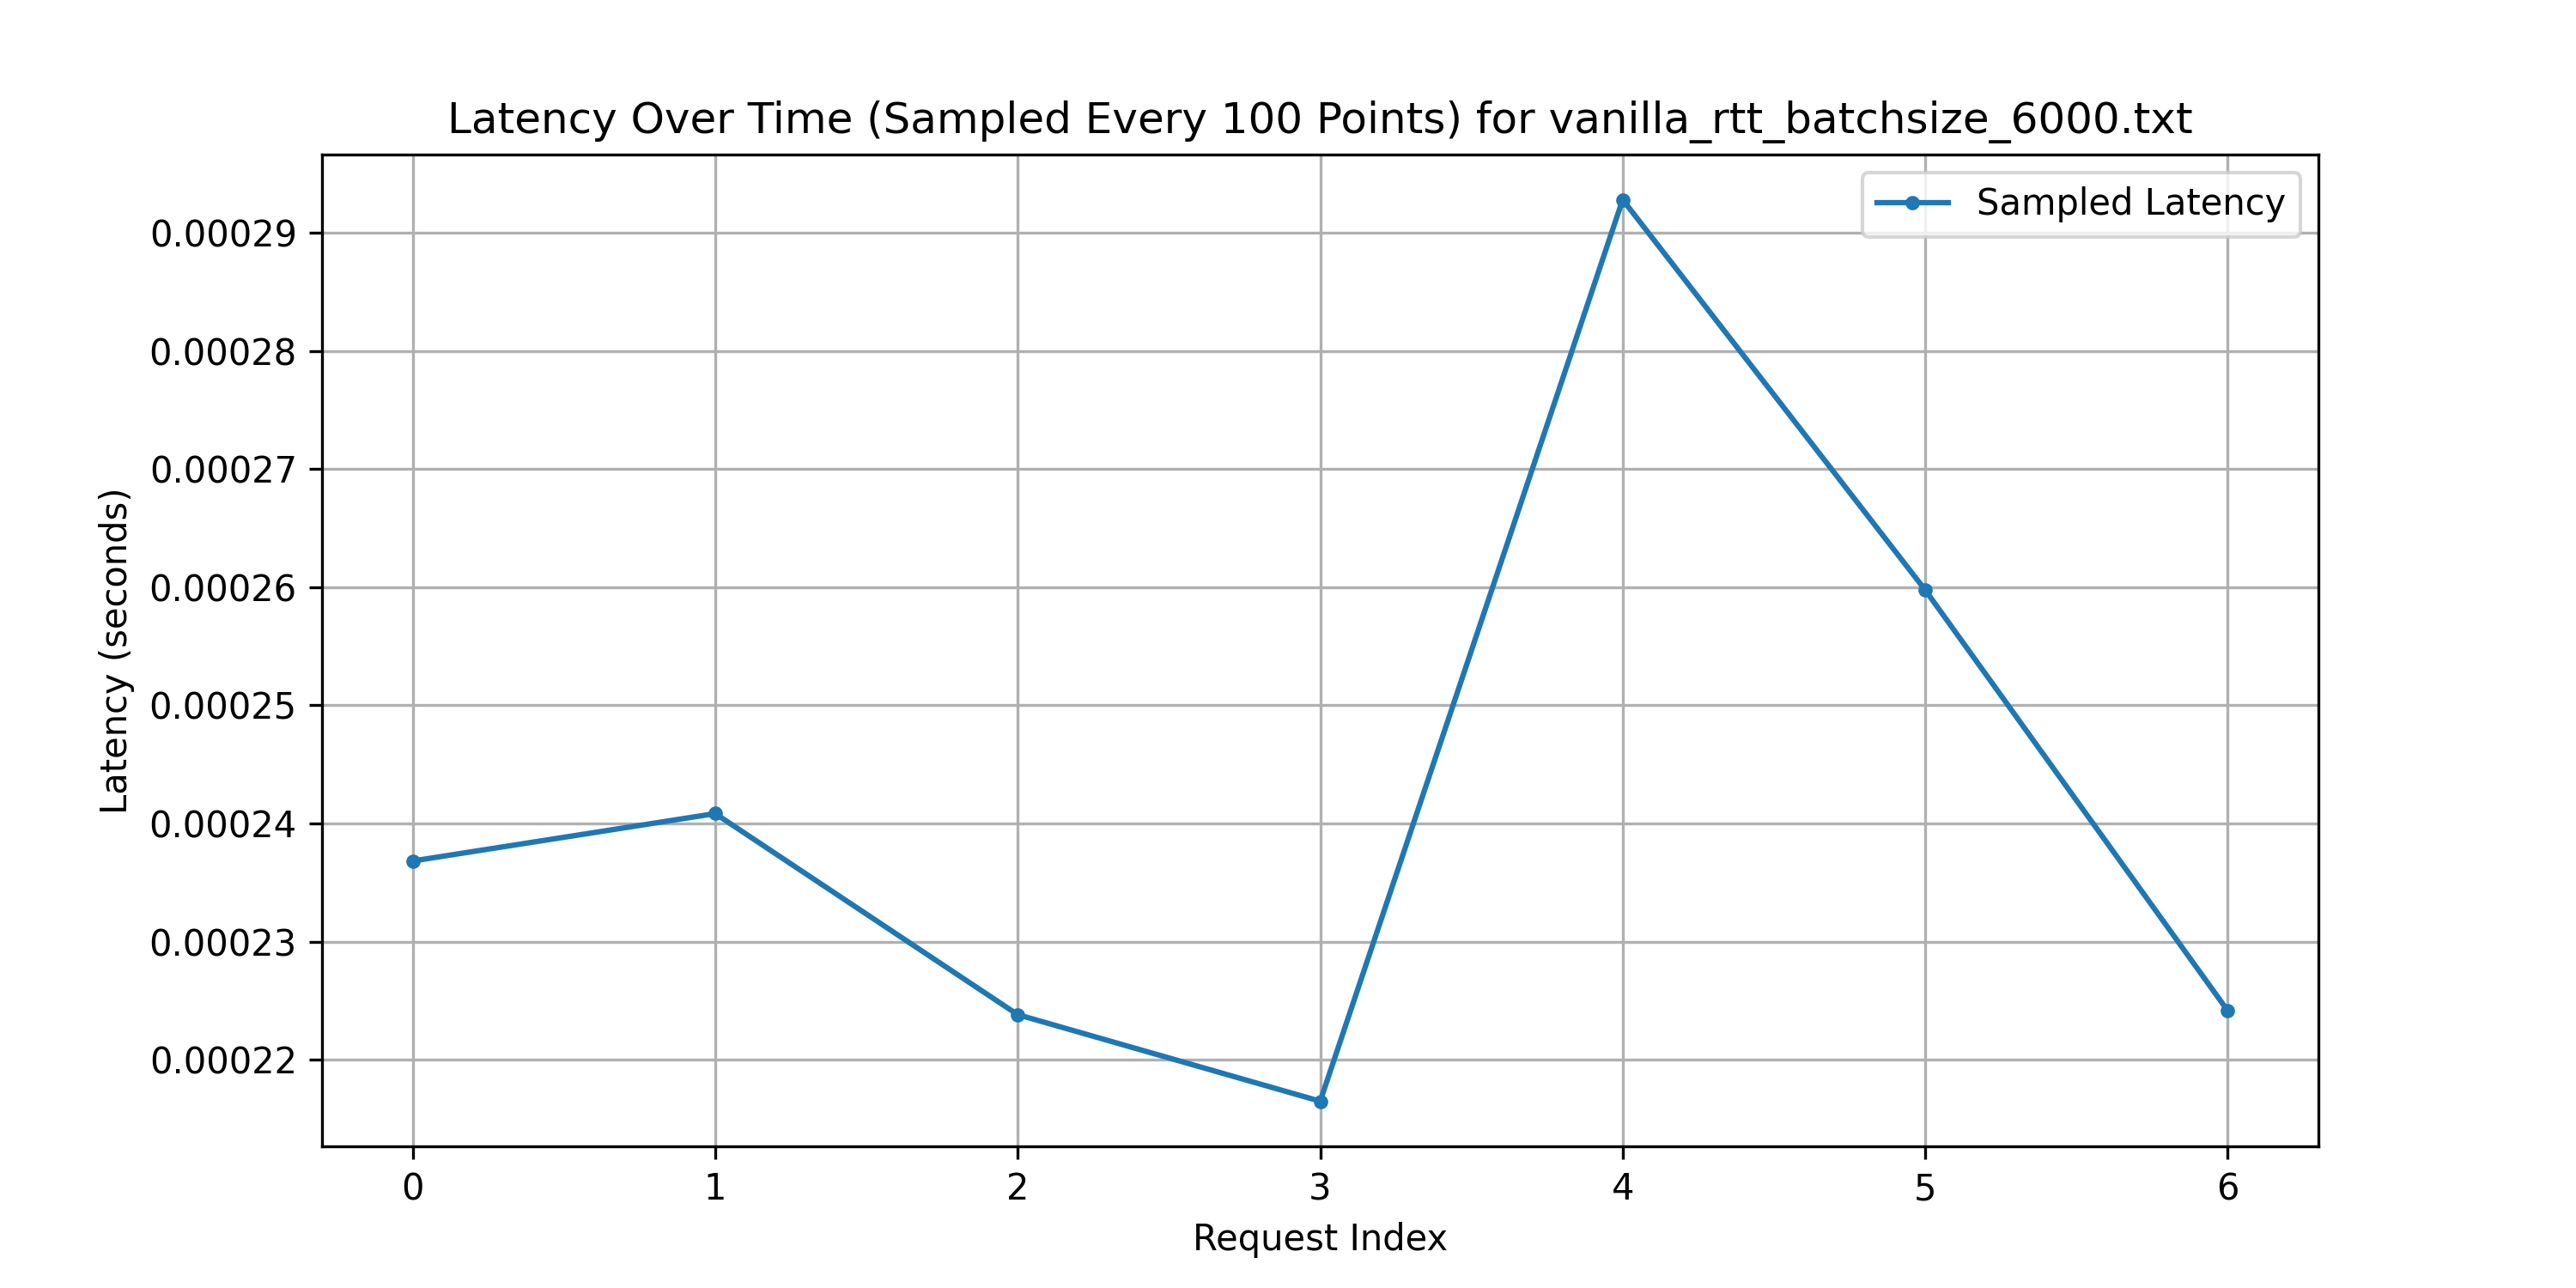 Latency Over Time (Sampled Every 100 Points) for vanilla_rtt_batchsize_6000.txt
Sampled Latency
0.00029
0.00028
0.00027
0.00026
0.00025
0.00024
0.00023
0.00022
Latency (seconds)
0 1 2 3 4 5 6
Request Index